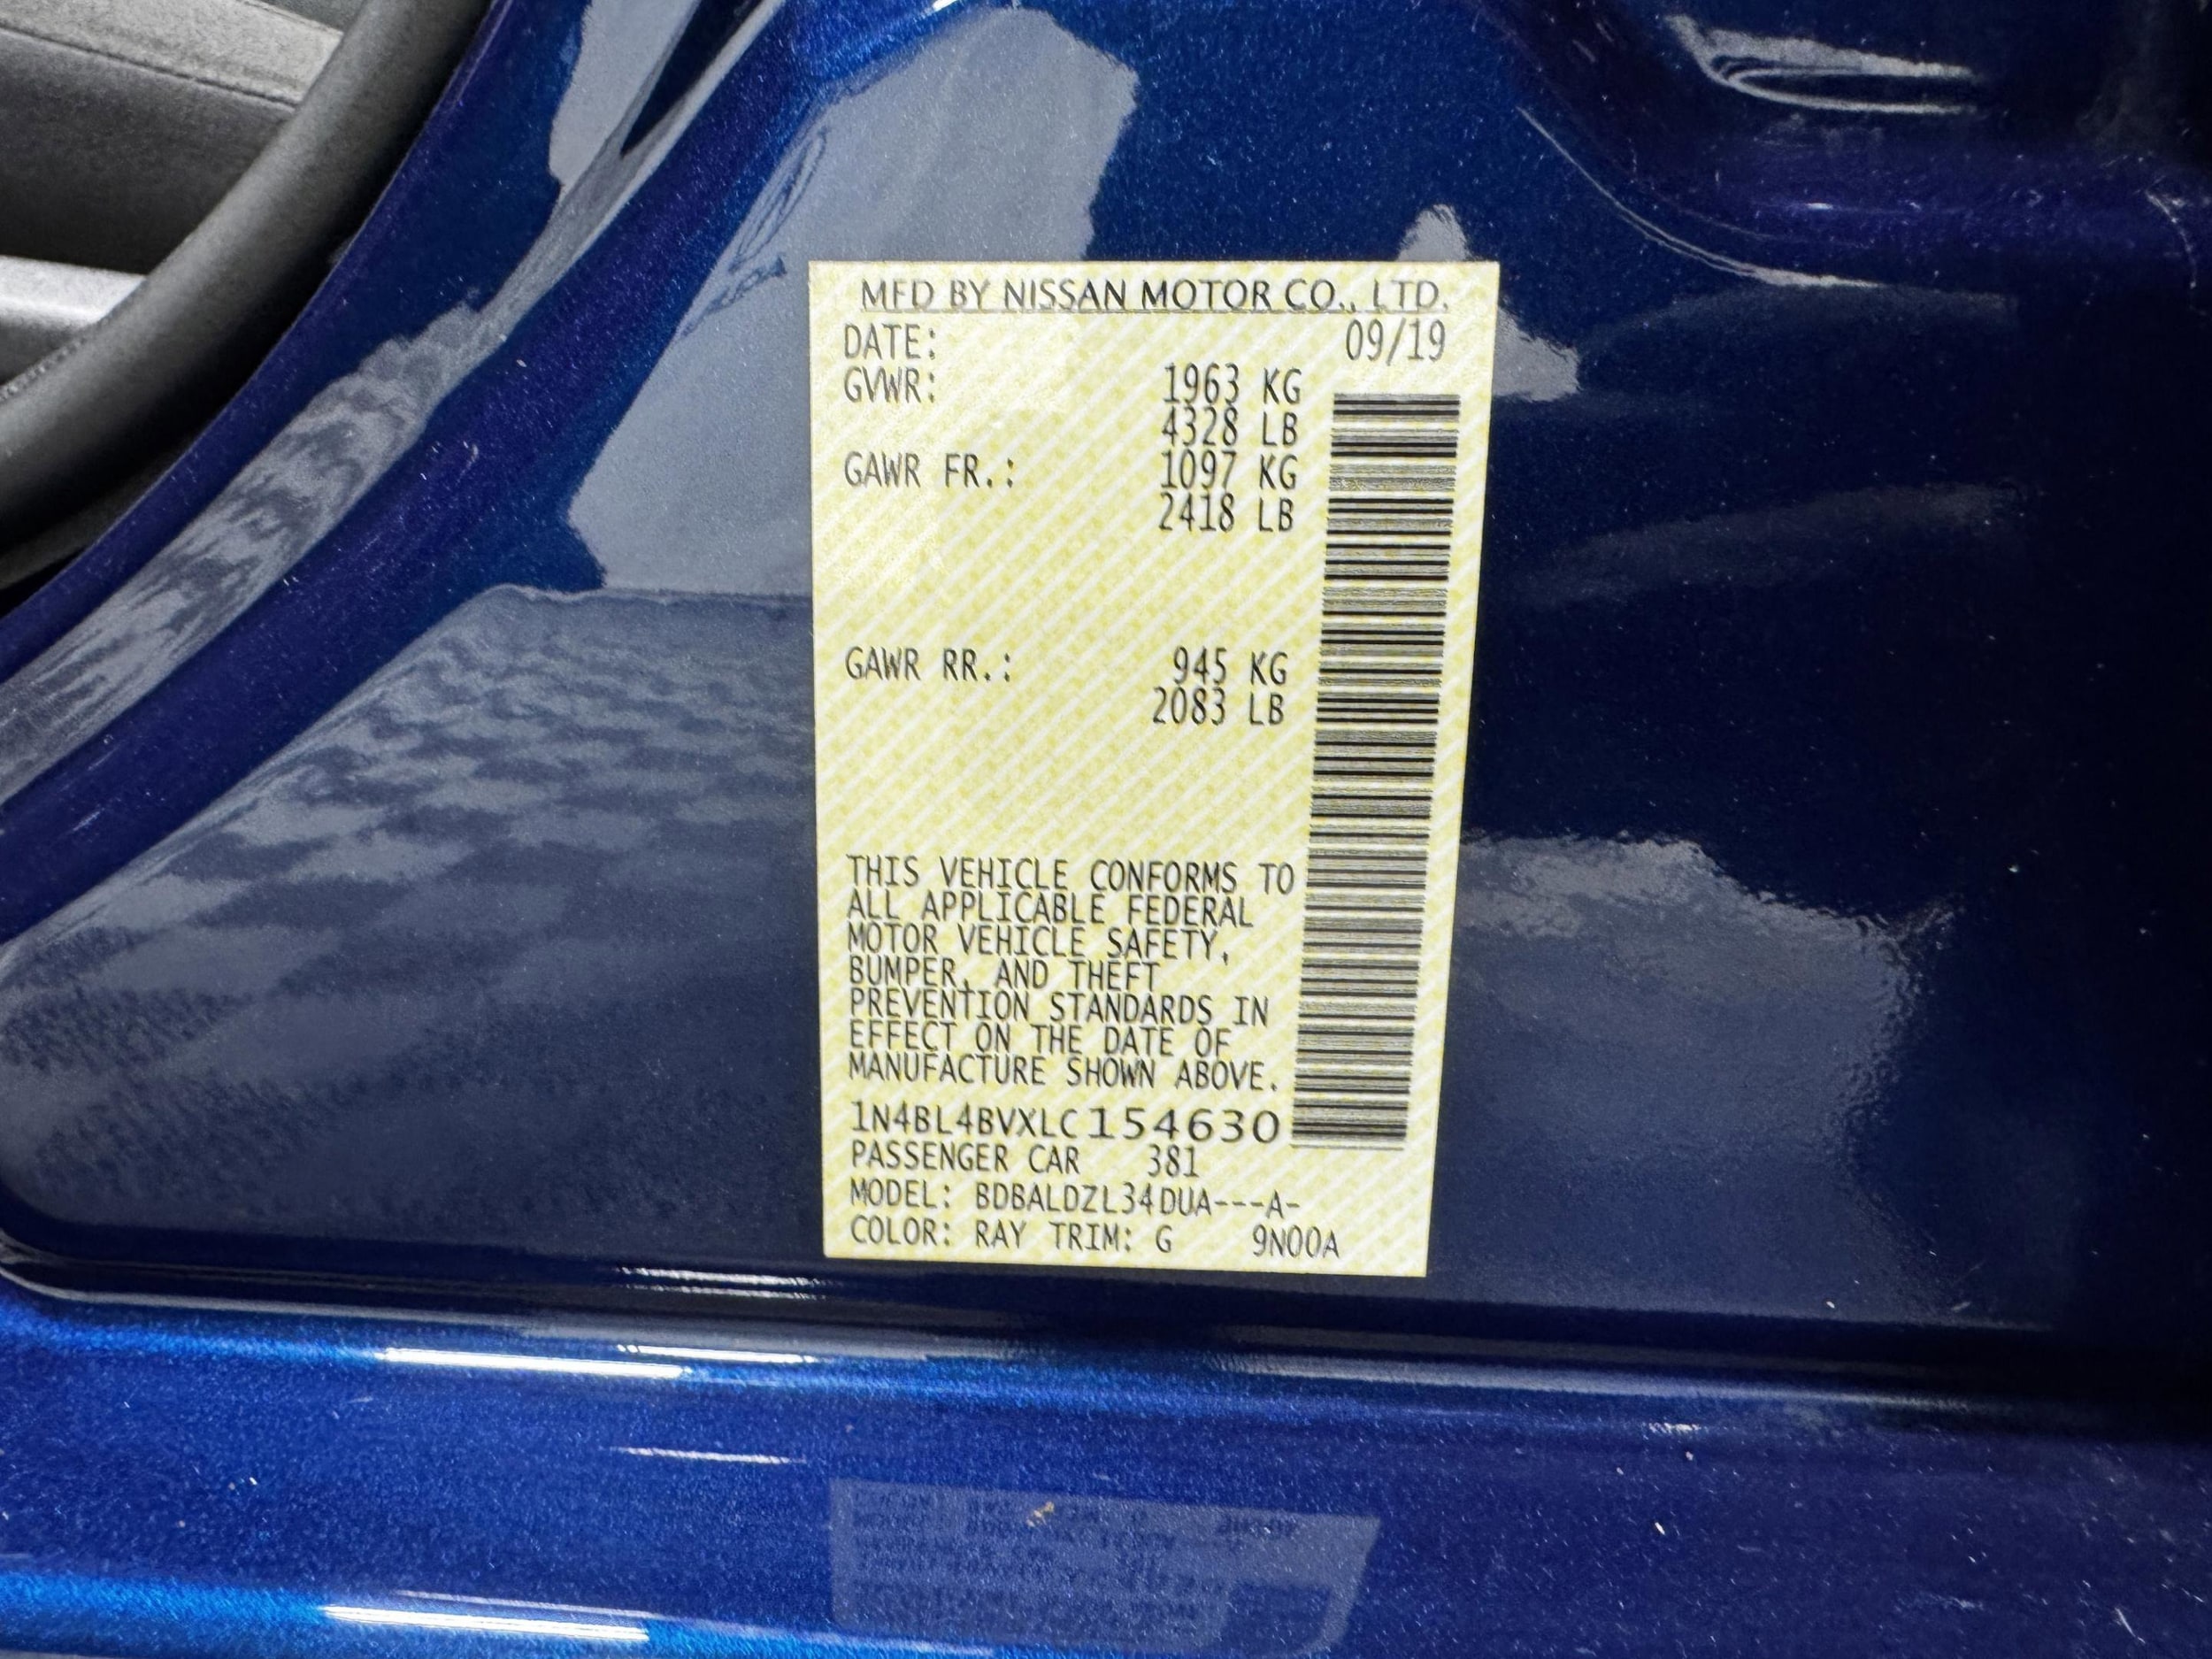 MFD BY NISSAN MOTOR CO., LTD.
DATE: 09/19
GVWR: 1963 KG
4328 LB
GAWR FR.: 1097 KG
2418 LB
GAWR RR.: 945 KG
2083 LB
THIS VEHICLE CONFORMS TO
ALL APPLICABLE FEDERAL
MOTOR VEHICLE SAFETY,
BUMPER, AND THEFT
PREVENTION STANDARDS IN
EFFECT ON THE DATE OF
MANUFACTURE SHOWN ABOVE.
1N4BL4BVXLC154630
PASSENGER CAR 381
MODEL: BDBALDZL34DUA---A-
COLOR: RAY TRIM: G 9N00A